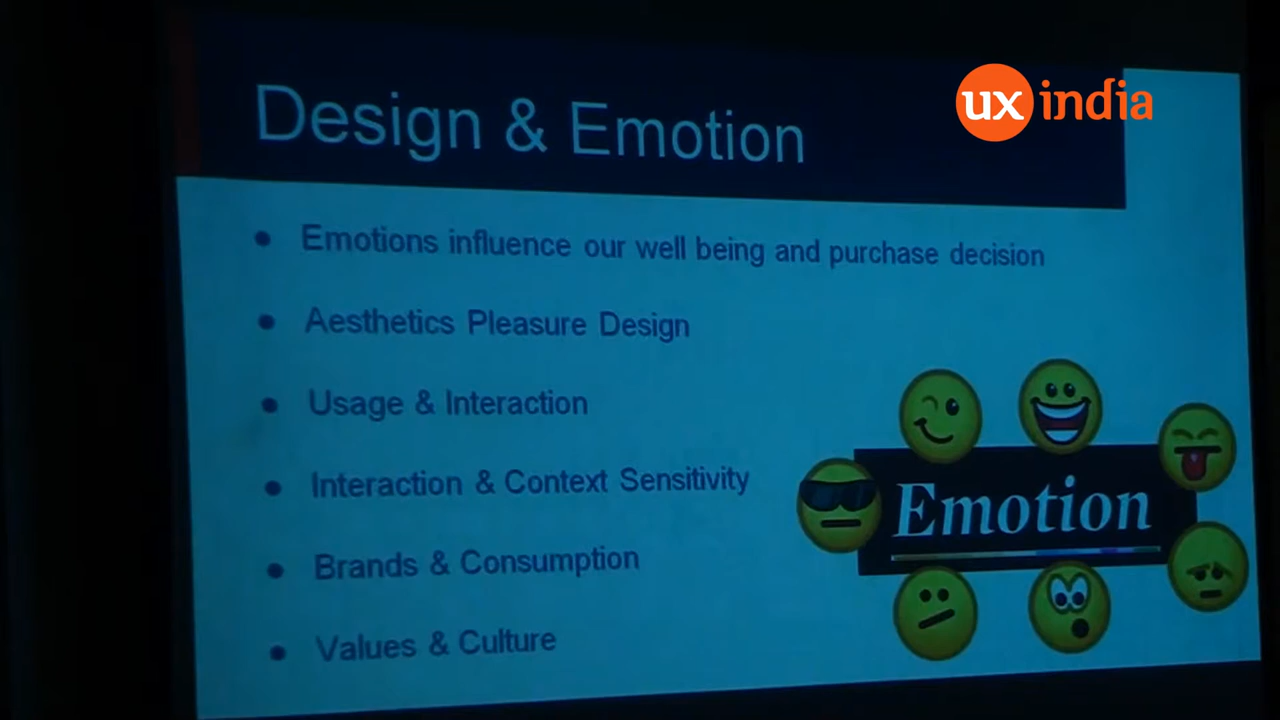 Design & Emotion
ux india
• Emotions influence our well being and purchase decision
• Aesthetics Pleasure Design
• Usage & Interaction
• Interaction & Context Sensitivity
• Brands & Consumption
• Values & Culture
Emotion